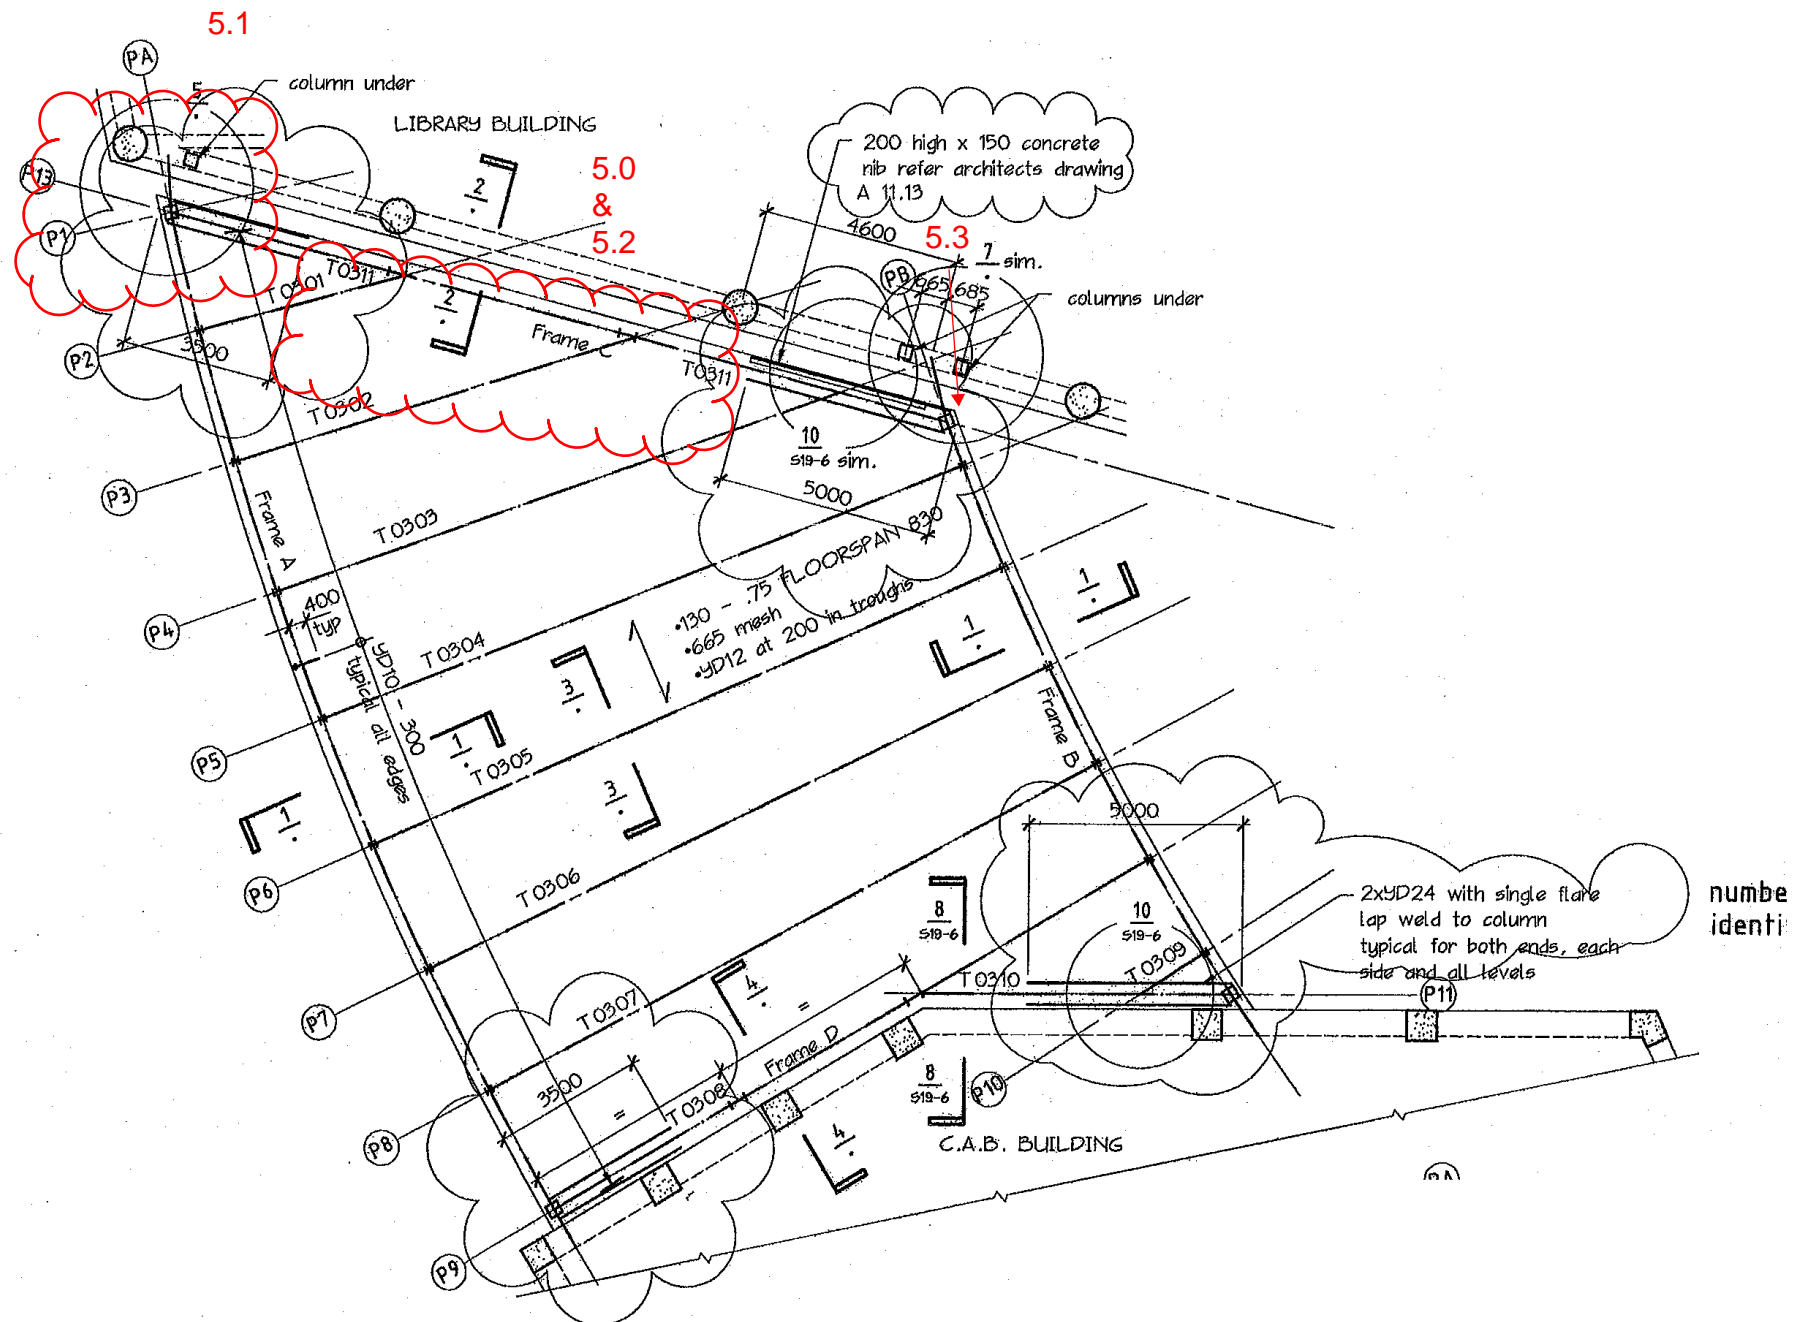 5.1
PA
5
column under
LIBRARY BUILDING
200 high x 150 concrete
nib refer architects drawing
A 11.13
5.0
&
5.2
2
P13
P1
4600
5.3
7
sim.
PB
665
685
columns under
T0301
T0311
2
Frame C
P2
3500
T0311
T0302
10
S19-6 sim.
P3
5000
Frame A
T0303
830
•130 - .75 FLOORSPAN
•665 mesh
•YD12 at 200 in troughs
1
P4
400
typ
T0304
1
YD10 - 300
typical all edges
3
Frame B
P5
1
T0305
3
1
5000
P6
T0306
8
S19-6
10
S19-6
2xYD24 with single flare
lap weld to column
typical for both ends, each
side and all levels
numbe
identi
P7
4
=
T0310
T0309
P11
T0307
Frame D
3500
=
T0308
8
S19-6
P10
P8
4
C.A.B. BUILDING
P9